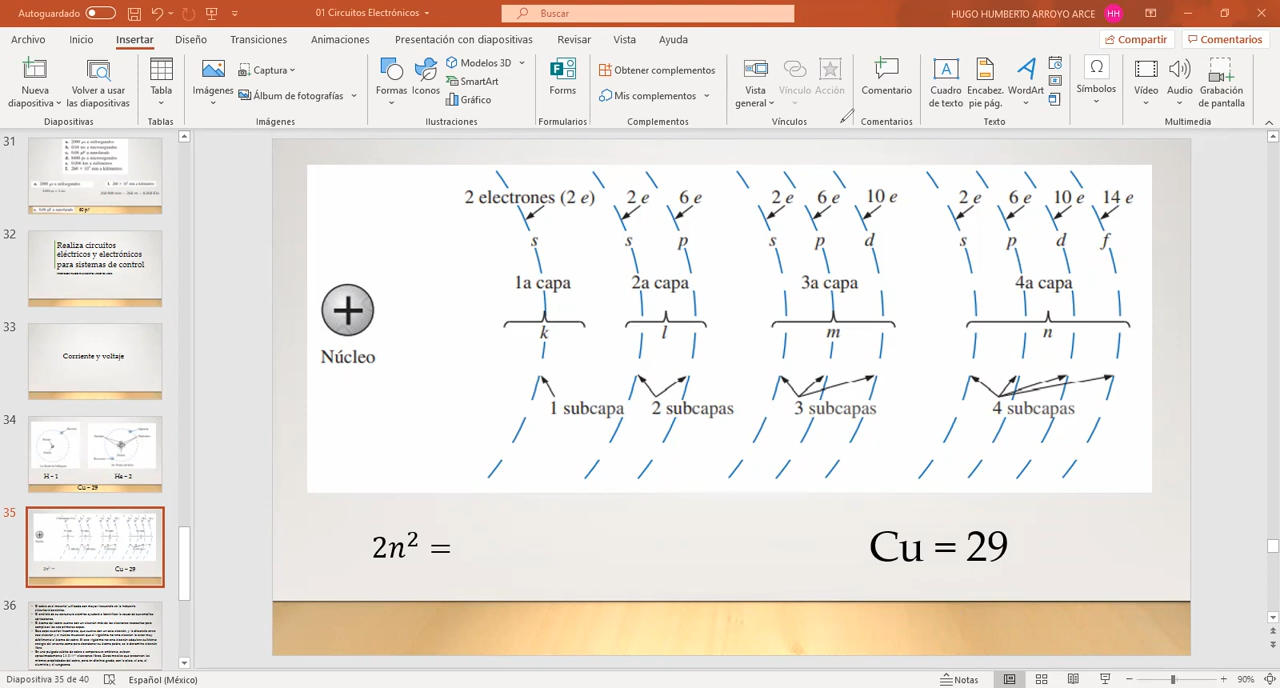 Autoguardado
01 Circuitos Electrónicos
Buscar
HUGO HUMBERTO ARROYO ARCE
HH
Archivo Inicio Insertar Diseño Transiciones Animaciones Presentación con diapositivas Revisar Vista Ayuda
Compartir
Comentarios
Nueva diapositiva
Volver a usar las diapositivas
Diapositivas
Tabla
Tablas
Imágenes
Captura
Álbum de fotografías
Imágenes
Formas
Iconos
Modelos 3D
SmartArt
Gráfico
Ilustraciones
Forms
Formularios
Obtener complementos
Mis complementos
Complementos
Vista general
Vínculo
Acción
Vínculos
Comentario
Comentarios
Cuadro de texto
Encabez. pie pág.
WordArt
Texto
Símbolos
Vídeo
Audio
Grabación de pantalla
Multimedia
31
32
Realiza circuitos
eléctricos y electrónicos
para sistemas de control
33
Corriente y voltaje
34
H - 1
He - 2
Cu - 29
35
2n² =
Cu - 29
36
2 electrones (2 e) 2 e 6 e 2 e 6 e 10 e 2 e 6 e 10 e 14 e
s s p s p d s p d f
1a capa 2a capa 3a capa 4a capa
+
k l m n
Núcleo
1 subcapa 2 subcapas 3 subcapas 4 subcapas
2n² =
Cu = 29
Diapositiva 35 de 40
Español (México)
Notas
90%